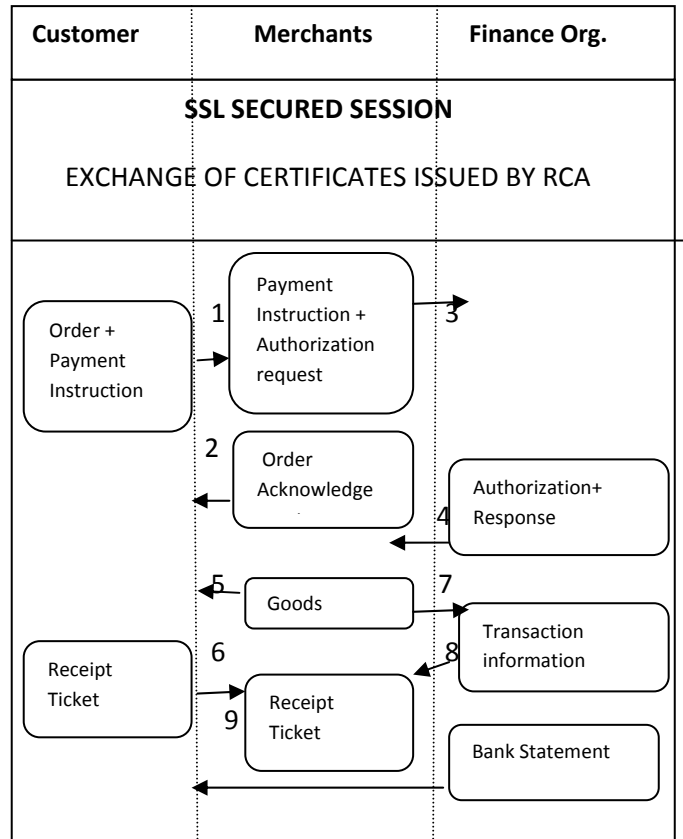 Customer Merchants Finance Org.
SSL SECURED SESSION
EXCHANGE OF CERTIFICATES ISSUED BY RCA
Order +
Payment
Instruction
1
Payment
Instruction +
Authorization
request
3
2
Order
Acknowledge
4
Authorization+
Response
5
Goods
7
Transaction
information
Receipt
Ticket
6
8
9
Receipt
Ticket
Bank Statement